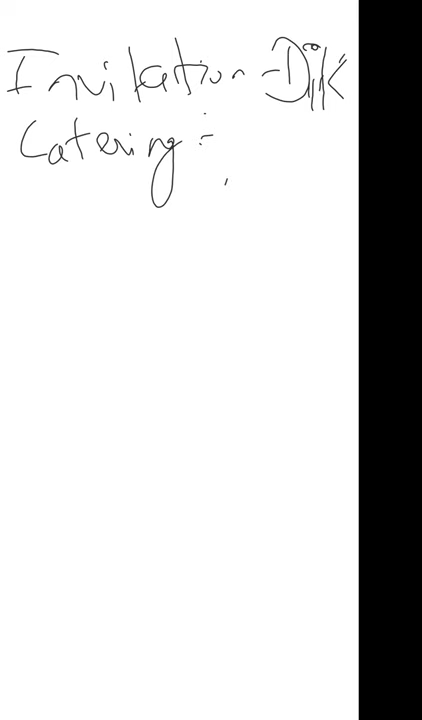 Invitation -
Catering =